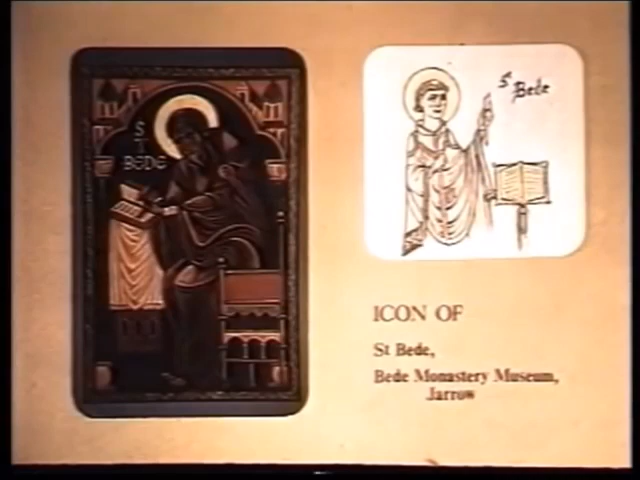 ST
BEDE
St Bede
ICON OF
St Bede,
Bede Monastery Museum,
Jarrow